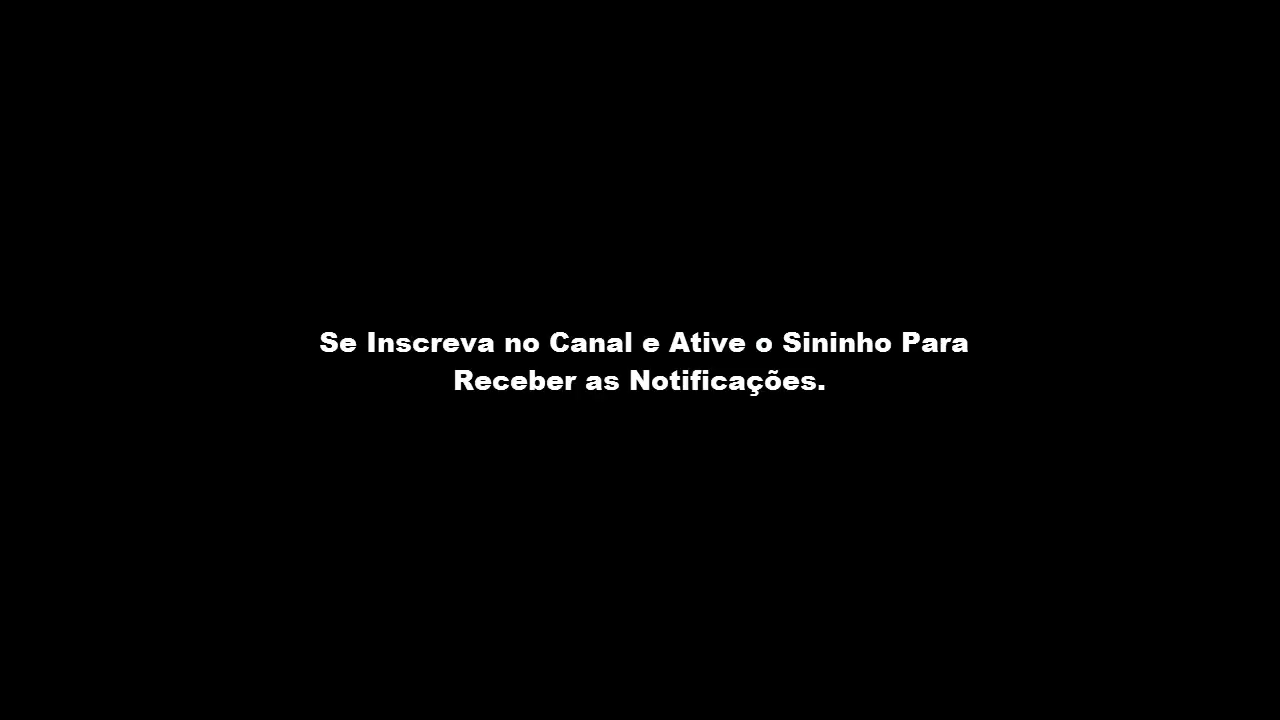 Se Inscreva no Canal e Ative o Sininho Para
Receber as Notificações.